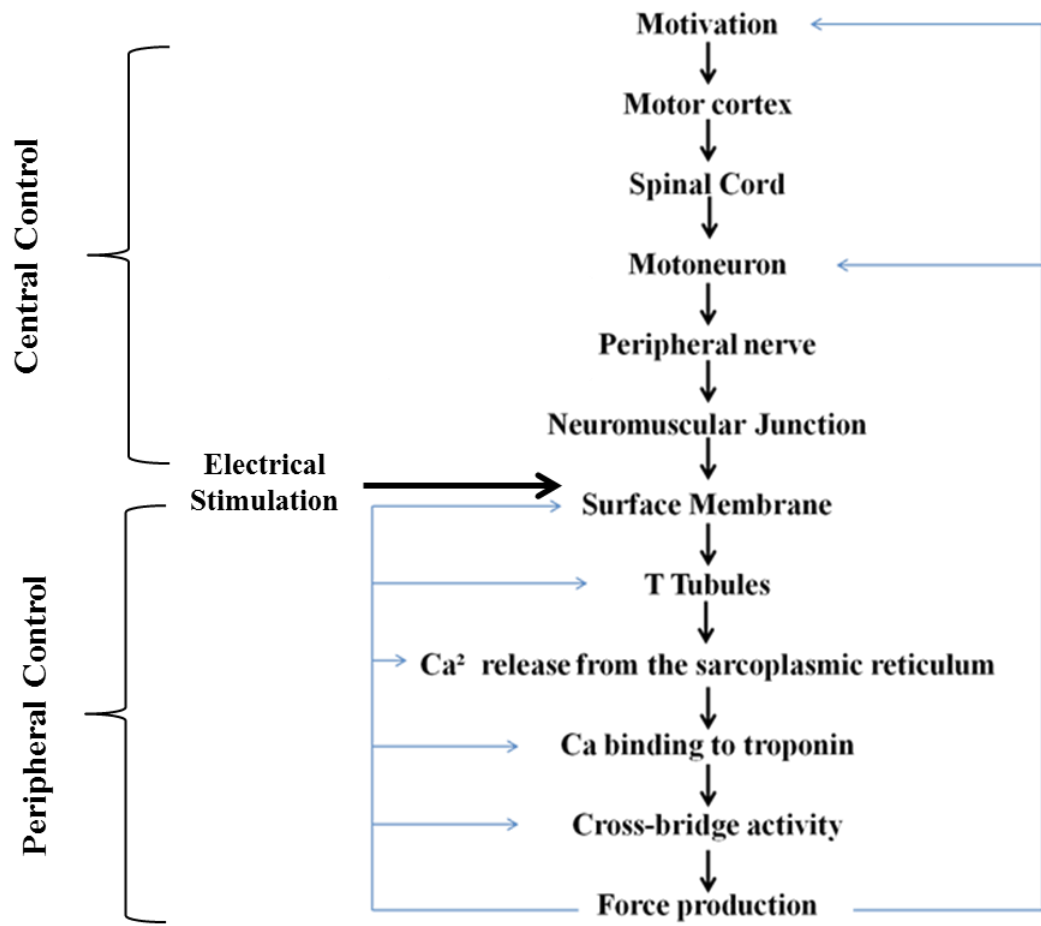 Motivation
Motor cortex
Spinal Cord
Motoneuron
Peripheral nerve
Neuromuscular Junction
Central Control
Electrical
Stimulation
Surface Membrane
T Tubules
Ca² release from the sarcoplasmic reticulum
Ca binding to troponin
Cross-bridge activity
Force production
Peripheral Control